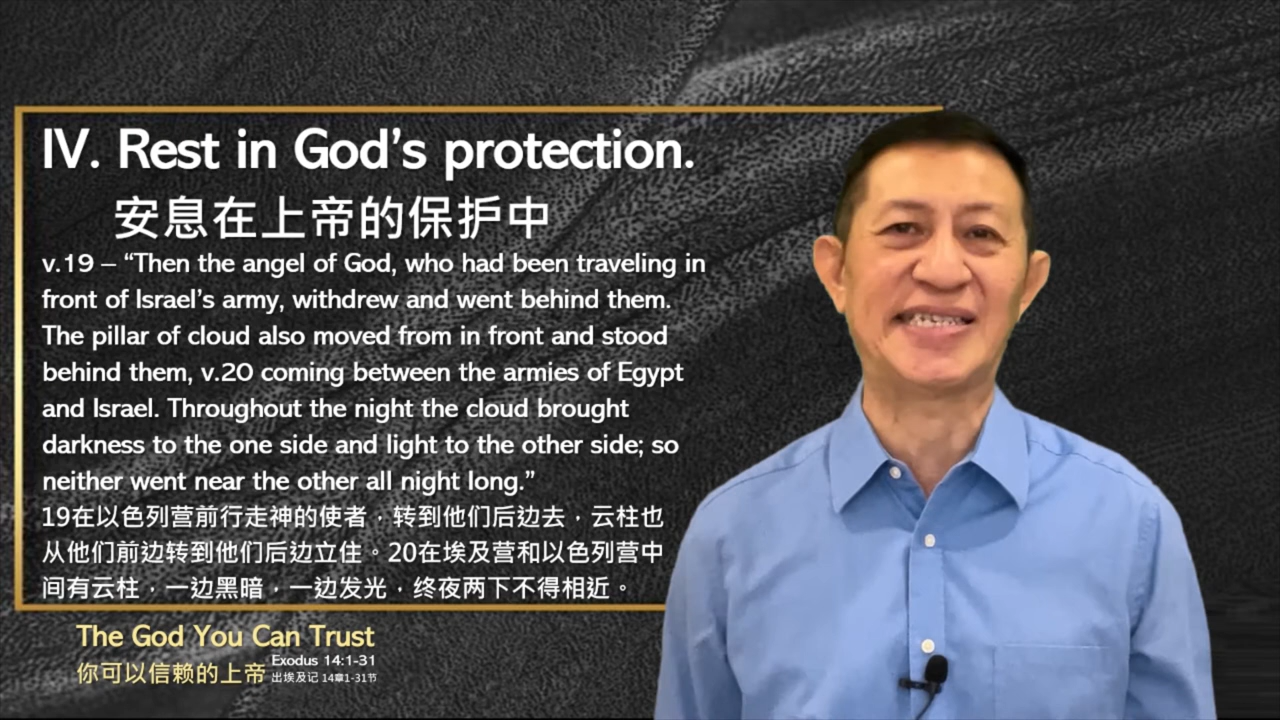 IV. Rest in God’s protection.
安息在上帝的保护中
v.19 – “Then the angel of God, who had been traveling in
front of Israel’s army, withdrew and went behind them.
The pillar of cloud also moved from in front and stood
behind them, v.20 coming between the armies of Egypt
and Israel. Throughout the night the cloud brought
darkness to the one side and light to the other side; so
neither went near the other all night long.”
19在以色列营前行走神的使者，转到他们后边去，云柱也
从他们前边转到他们后边立住。20在埃及营和以色列营中
间有云柱，一边黑暗，一边发光，终夜两下不得相近。
The God You Can Trust
你可以信赖的上帝
Exodus 14:1-31
出埃及记 14章1-31节